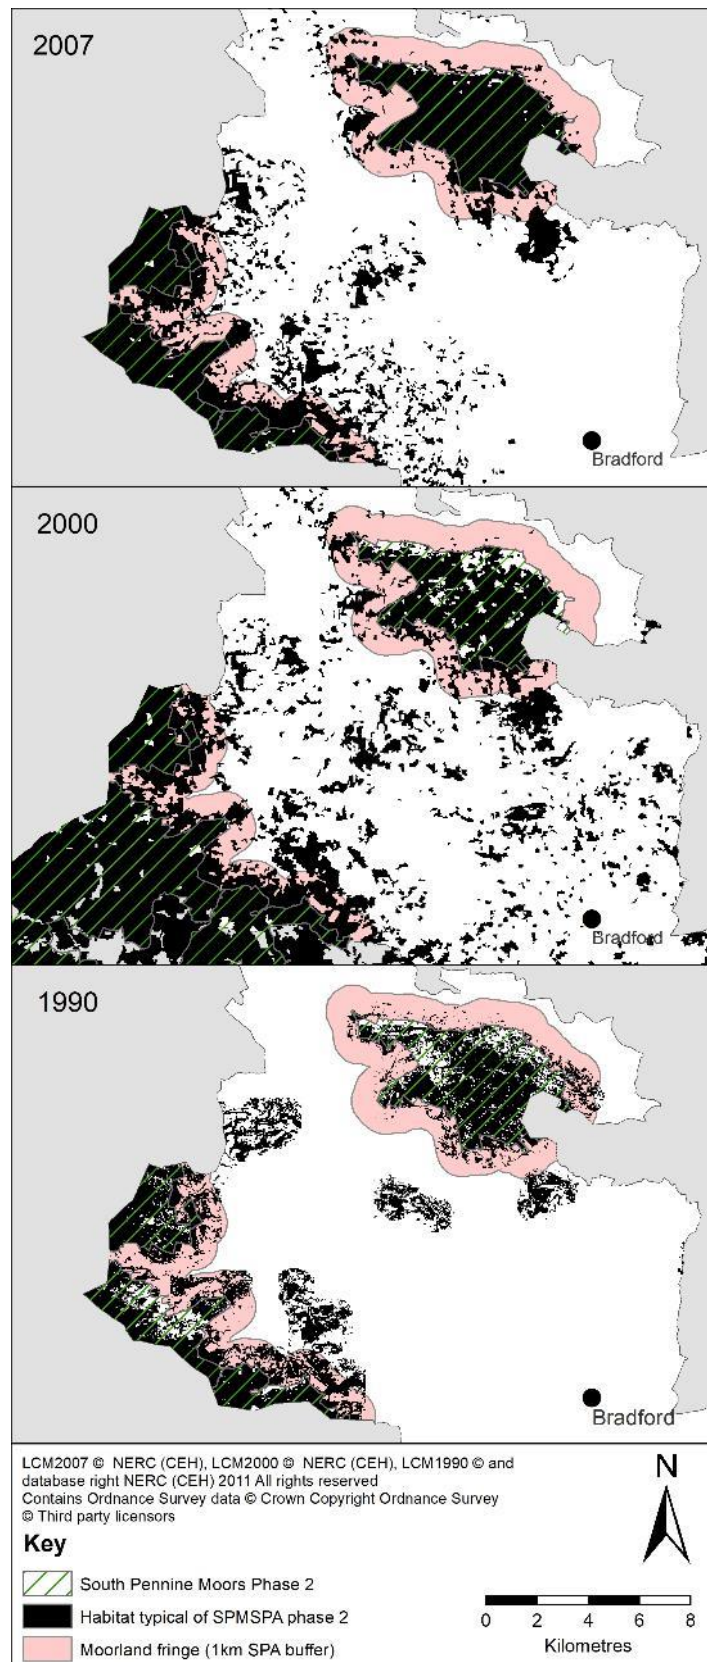 2007
Bradford
2000
Bradford
1990
Bradford
LCM2007 © NERC (CEH), LCM2000 © NERC (CEH), LCM1990 © and
database right NERC (CEH) 2011 All rights reserved
Contains Ordnance Survey data © Crown Copyright Ordnance Survey
© Third party licensors
N
Key
South Pennine Moors Phase 2
Habitat typical of SPMSPA phase 2
Moorland fringe (1km SPA buffer)
0 2 4 6 8
Kilometres